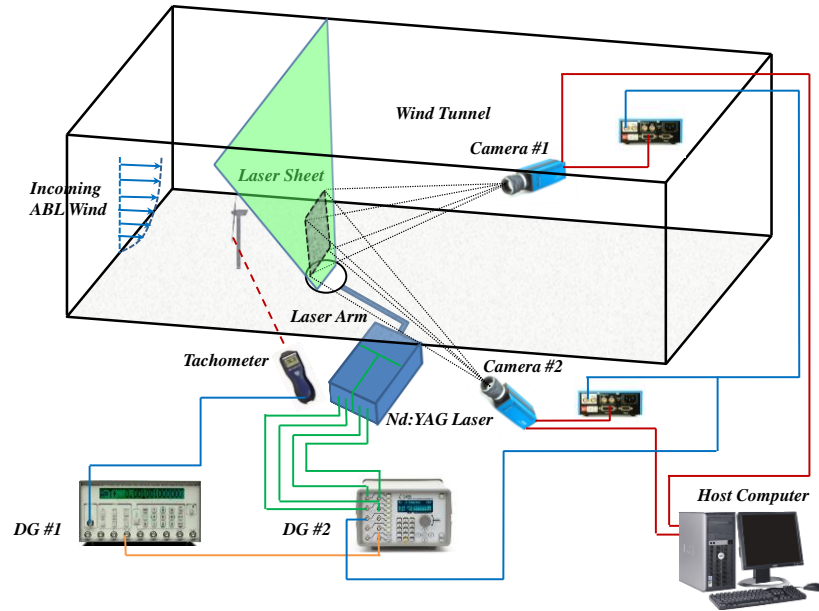 Wind Tunnel
Camera #1
Laser Sheet
Incoming
ABL Wind
Laser Arm
Tachometer
Camera #2
Nd:YAG Laser
Host Computer
DG #1
DG #2